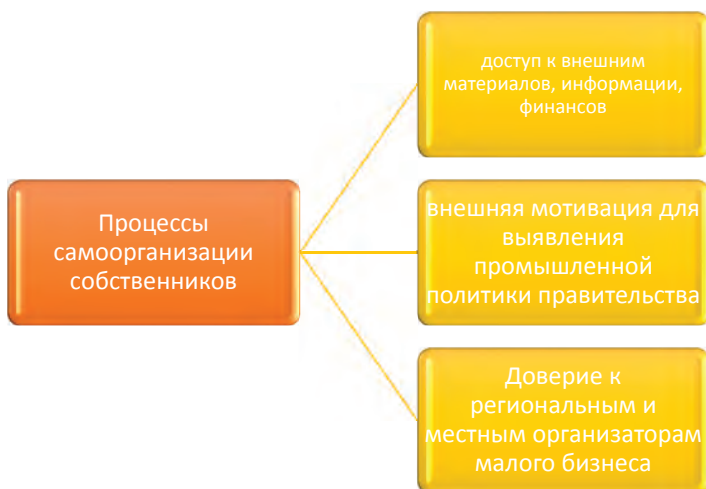 Процессы
самоорганизации
собственников
доступ к внешним
материалов, информации,
финансов
внешняя мотивация для
выявления
промышленной
политики правительства
Доверие к
региональным и
местным организаторам
малого бизнеса